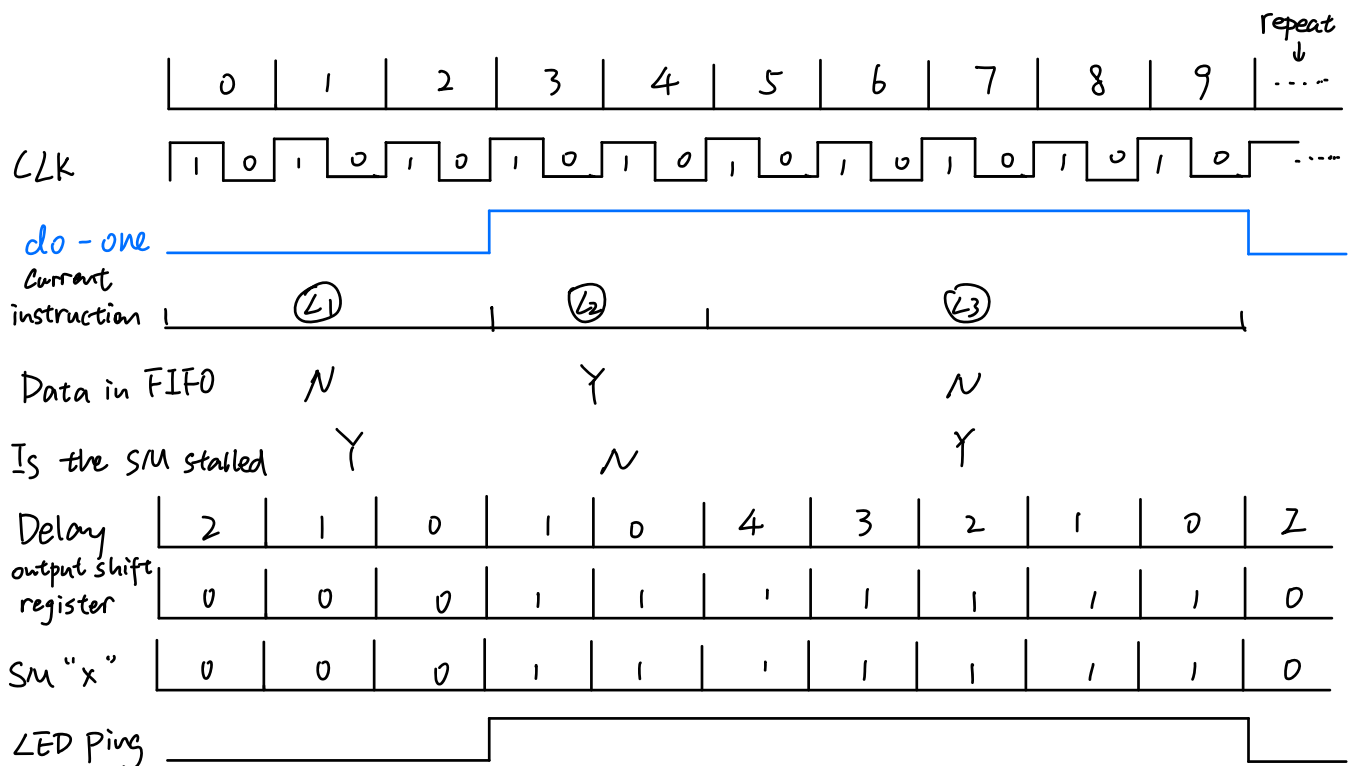 repeat
0 1 2 3 4 5 6 7 8 9 ......
CLK 1 0 1 0 1 0 1 0 1 0 1 0 1 0 1 0 1 0 1 0 ......
do-one
Current
instruction L1 L2 L3
Data in FIFO N Y N
Is the SM stalled Y N Y
Delay 2 1 0 1 0 4 3 2 1 0 2
output shift
register 0 0 0 1 1 1 1 1 1 1 0
SM "x" 0 0 0 1 1 1 1 1 1 1 0
LED Ping